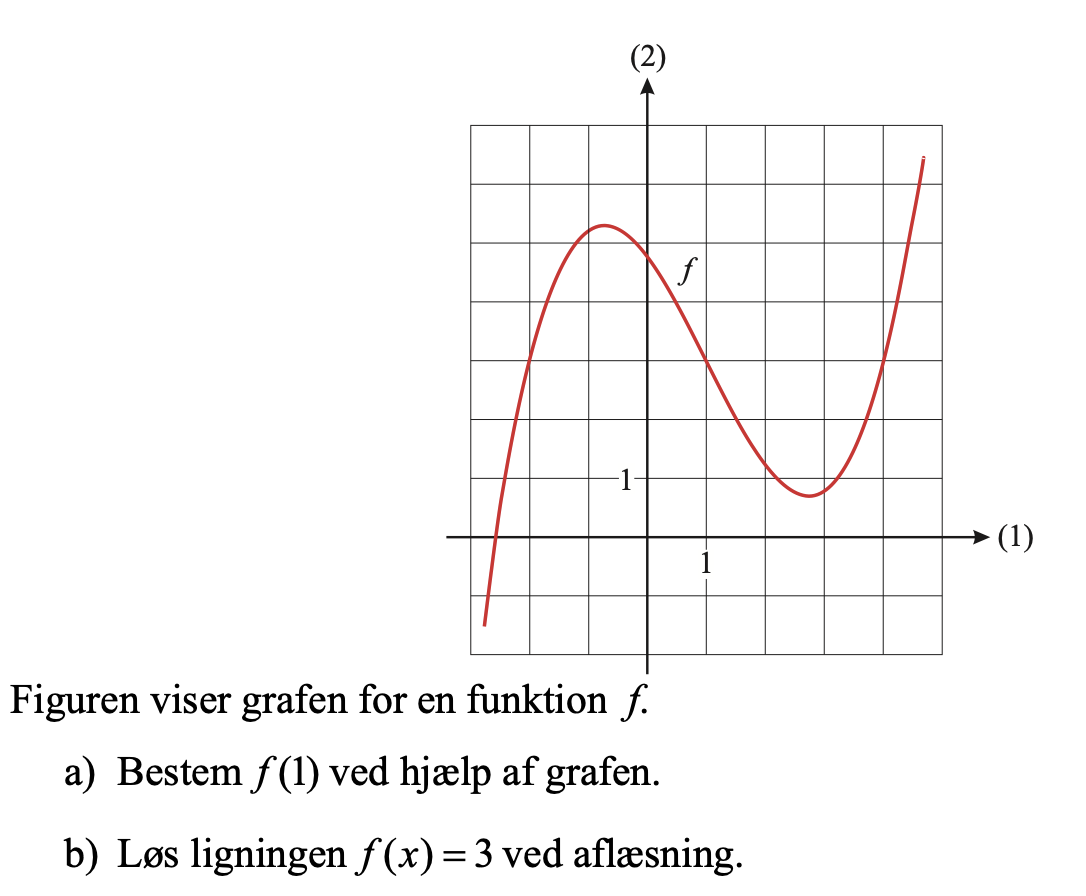 (2)
f
1
(1)
1
Figuren viser grafen for en funktion f.
a) Bestem f(1) ved hjælp af grafen.
b) Løs ligningen f(x) = 3 ved aflæsning.